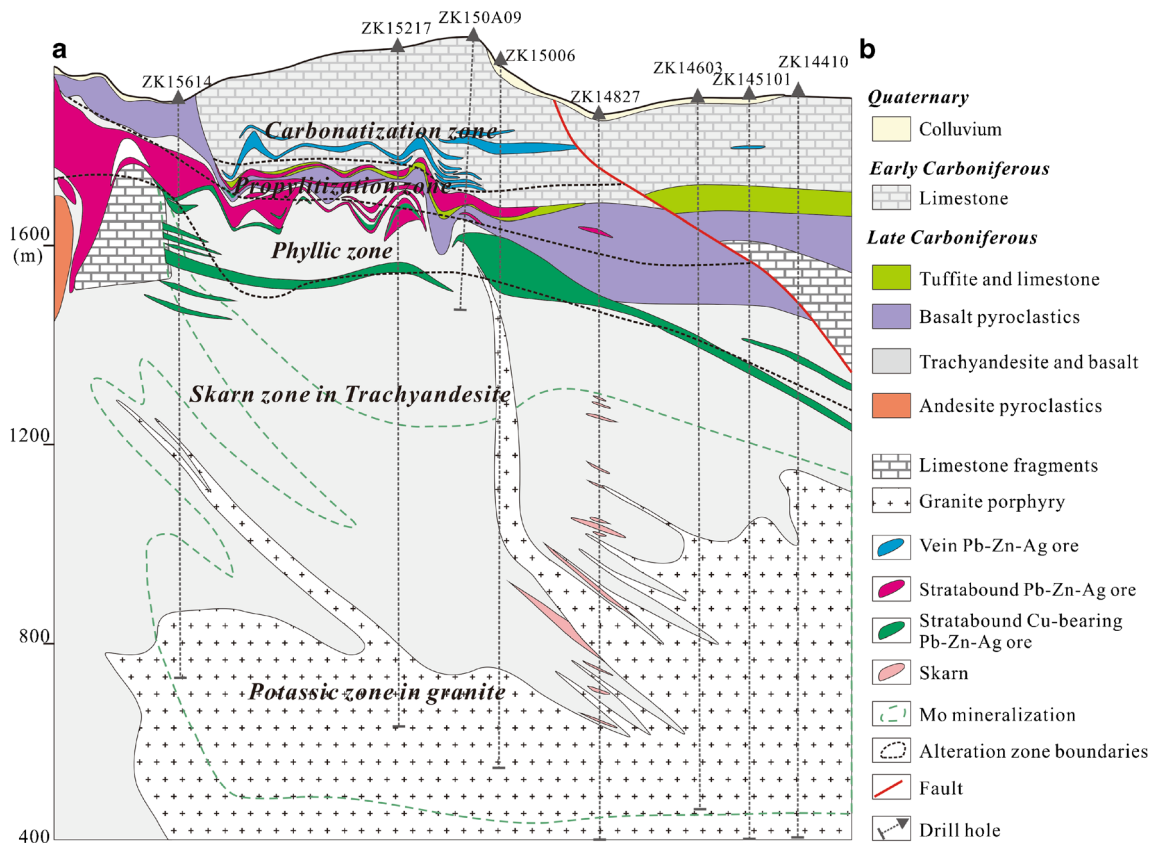 a
b
ZK15614
ZK15217
ZK150A09
ZK15006
ZK14827
ZK14603
ZK145101
ZK14410
Carbonatization zone
Propylitization zone
Phyllic zone
Skarn zone in Trachyandesite
Potassic zone in granite
1600
(m)
1200
800
400
Quaternary
Colluvium
Early Carboniferous
Limestone
Late Carboniferous
Tuffite and limestone
Basalt pyroclastics
Trachyandesite and basalt
Andesite pyroclastics
Limestone fragments
Granite porphyry
Vein Pb-Zn-Ag ore
Stratabound Pb-Zn-Ag ore
Stratabound Cu-bearing
Pb-Zn-Ag ore
Skarn
Mo mineralization
Alteration zone boundaries
Fault
Drill hole